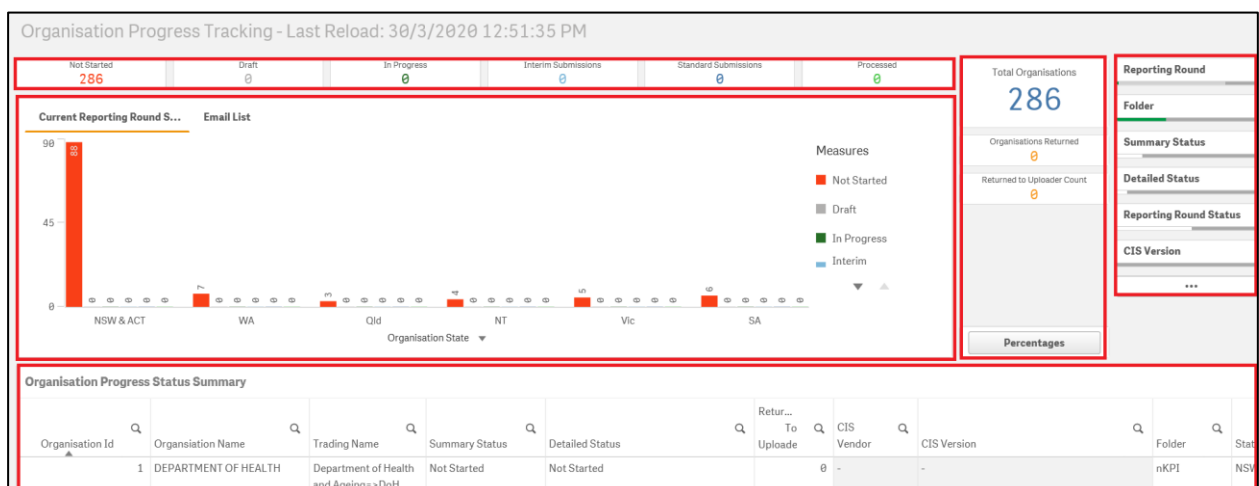 Organisation Progress Tracking - Last Reload: 30/3/2020 12:51:35 PM
Not Started
286
Draft
0
In Progress
0
Interim Submissions
0
Standard Submissions
0
Processed
0
Total Organisations
286
Organisations Returned
0
Returned to Uploader Count
0
Percentages
Reporting Round
Folder
Summary Status
Detailed Status
Reporting Round Status
CIS Version
...
Current Reporting Round S... Email List
90
45
0
88 0 0 0 0 0
7 0 0 0 0 0
3 0 0 0 0 0
4 0 0 0 0 0
5 0 0 0 0 0
6 0 0 0 0 0
NSW & ACT WA Qld NT Vic SA
Organisation State
Measures
Not Started
Draft
In Progress
Interim
Organisation Progress Status Summary
Organisation Id
Organsiation Name
Trading Name
Summary Status
Detailed Status
Retur...
To
Uploade
CIS
Vendor
CIS Version
Folder
Stat
1 DEPARTMENT OF HEALTH Department of Health Not Started Not Started 0 - - nKPI NSW
and Ageing=>DoH